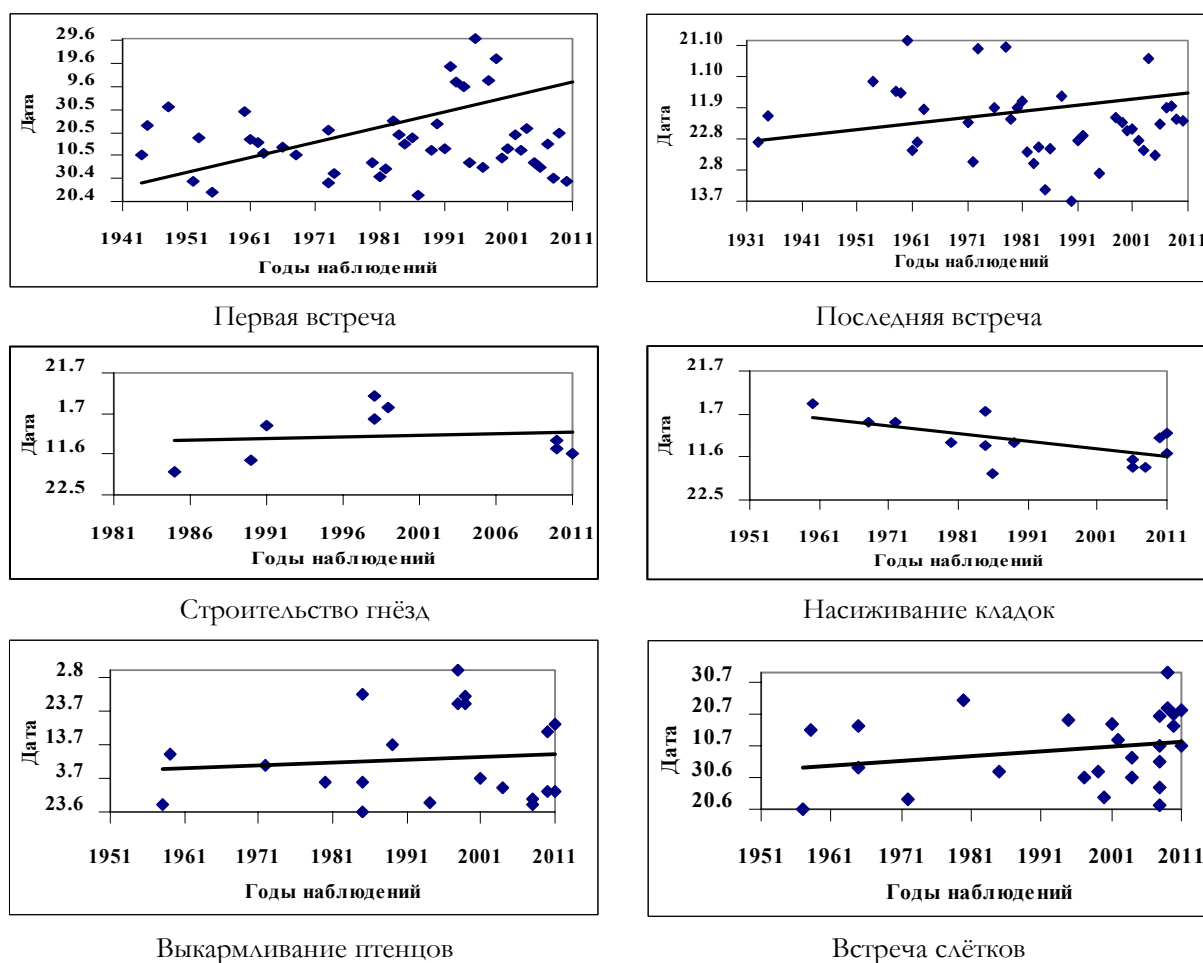 29.6
19.6
9.6
30.5
20.5
10.5
30.4
20.4
Дата
1941 1951 1961 1971 1981 1991 2001 2011
Годы наблюдений
Первая встреча
21.10
1.10
11.9
22.8
2.8
13.7
Дата
1931 1941 1951 1961 1971 1981 1991 2001 2011
Годы наблюдений
Последняя встреча
21.7
1.7
11.6
22.5
Дата
1981 1986 1991 1996 2001 2006 2011
Годы наблюдений
Строительство гнёзд
21.7
1.7
11.6
22.5
Дата
1951 1961 1971 1981 1991 2001 2011
Годы наблюдений
Насиживание кладок
2.8
23.7
13.7
3.7
23.6
Дата
1951 1961 1971 1981 1991 2001 2011
Годы наблюдений
Выкармливание птенцов
30.7
20.7
10.7
30.6
20.6
Дата
1951 1961 1971 1981 1991 2001 2011
Годы наблюдений
Встреча слётков